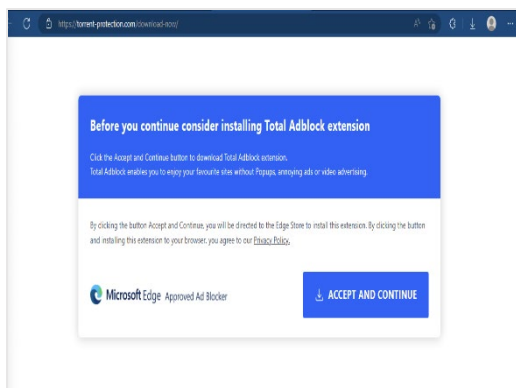 https://torrent-protection.com/download-now/
Before you continue consider installing Total Adblock extension
Click the Accept and Continue button to download Total Adblock extension.
Total Adblock enables you to enjoy your favourite sites without Popups, annoying ads or video advertising.
By clicking the button Accept and Continue, you will be directed to the Edge Store to install this extension. By clicking the button
and installing this extension to your browser, you agree to our Privacy Policy.
Microsoft Edge Approved Ad Blocker
ACCEPT AND CONTINUE